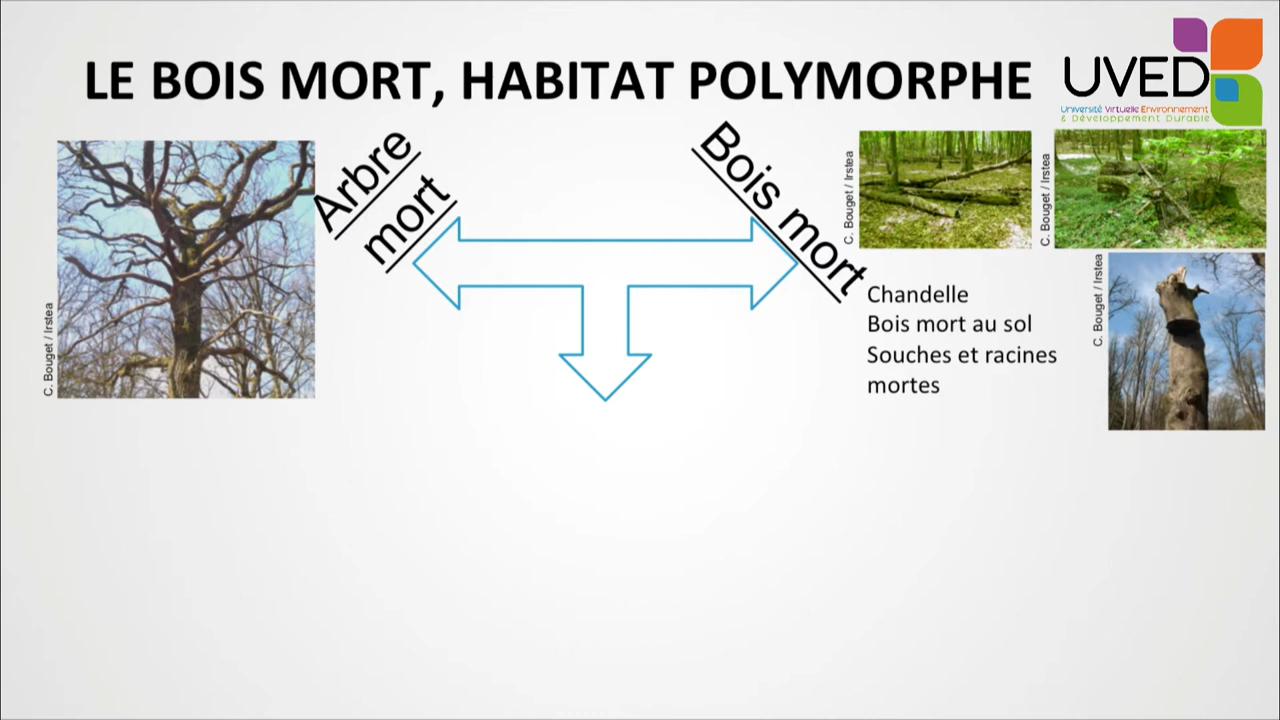 LE BOIS MORT, HABITAT POLYMORPHE
UVED
Université Virtuelle Environnement
& Développement Durable
Arbre
mort
Bois mort
C. Bouget / Irstea
C. Bouget / Irstea
C. Bouget / Irstea
C. Bouget / Irstea
Chandelle
Bois mort au sol
Souches et racines
mortes